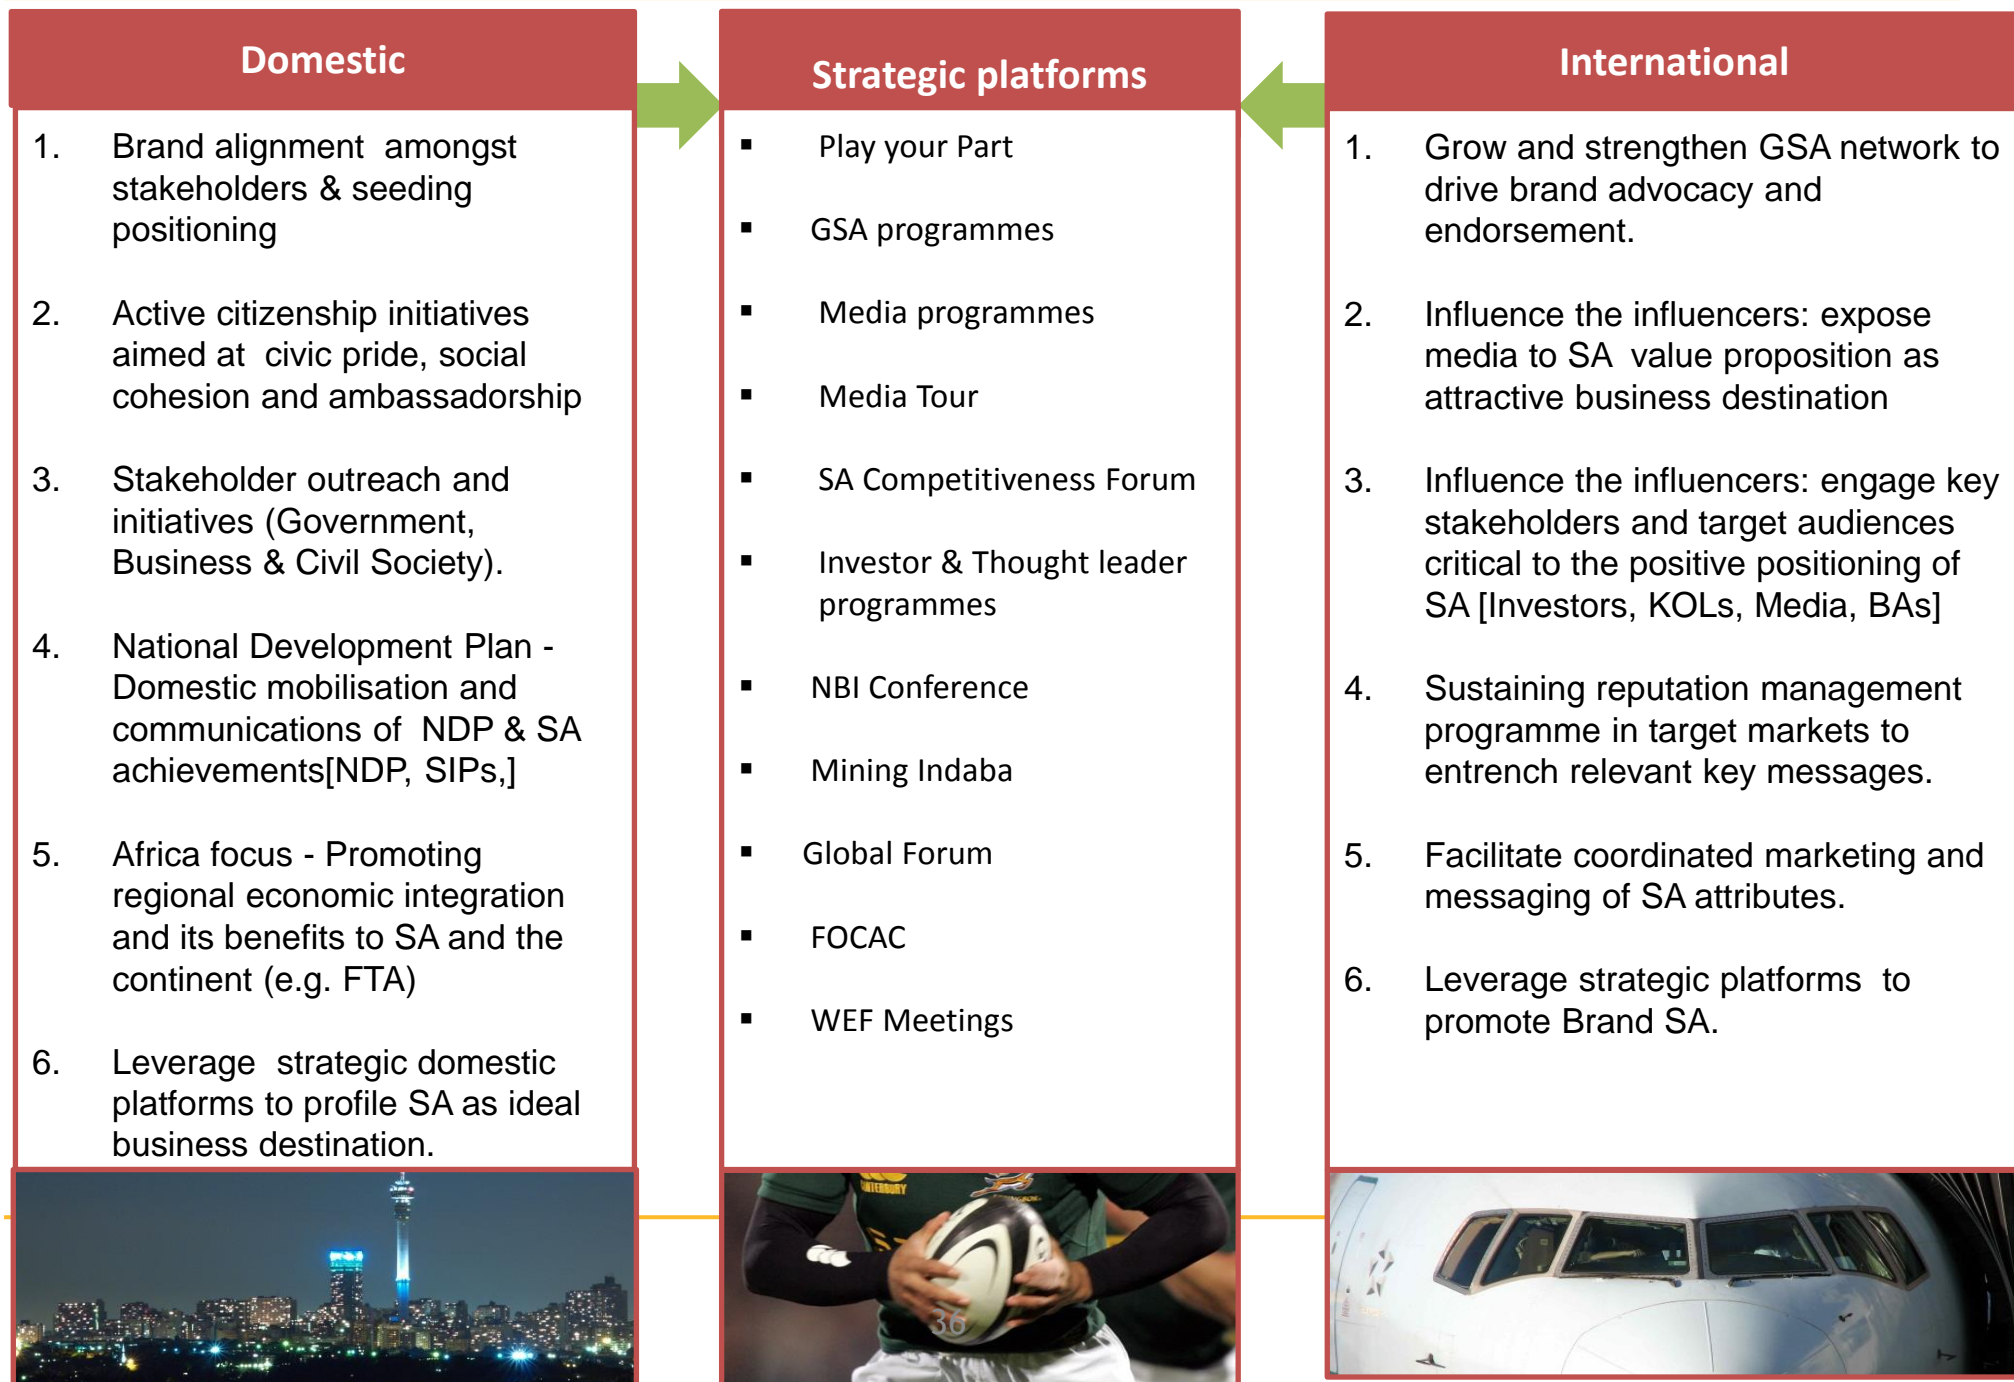 Domestic
1. Brand alignment amongst
stakeholders & seeding
positioning
2. Active citizenship initiatives
aimed at civic pride, social
cohesion and ambassadorship
3. Stakeholder outreach and
initiatives (Government,
Business & Civil Society).
4. National Development Plan -
Domestic mobilisation and
communications of NDP & SA
achievements[NDP, SIPs,]
5. Africa focus - Promoting
regional economic integration
and its benefits to SA and the
continent (e.g. FTA)
6. Leverage strategic domestic
platforms to profile SA as ideal
business destination.
Strategic platforms
▪ Play your Part
▪ GSA programmes
▪ Media programmes
▪ Media Tour
▪ SA Competitiveness Forum
▪ Investor & Thought leader
programmes
▪ NBI Conference
▪ Mining Indaba
▪ Global Forum
▪ FOCAC
▪ WEF Meetings
CANTERBURY
36
International
1. Grow and strengthen GSA network to
drive brand advocacy and
endorsement.
2. Influence the influencers: expose
media to SA value proposition as
attractive business destination
3. Influence the influencers: engage key
stakeholders and target audiences
critical to the positive positioning of
SA [Investors, KOLs, Media, BAs]
4. Sustaining reputation management
programme in target markets to
entrench relevant key messages.
5. Facilitate coordinated marketing and
messaging of SA attributes.
6. Leverage strategic platforms to
promote Brand SA.